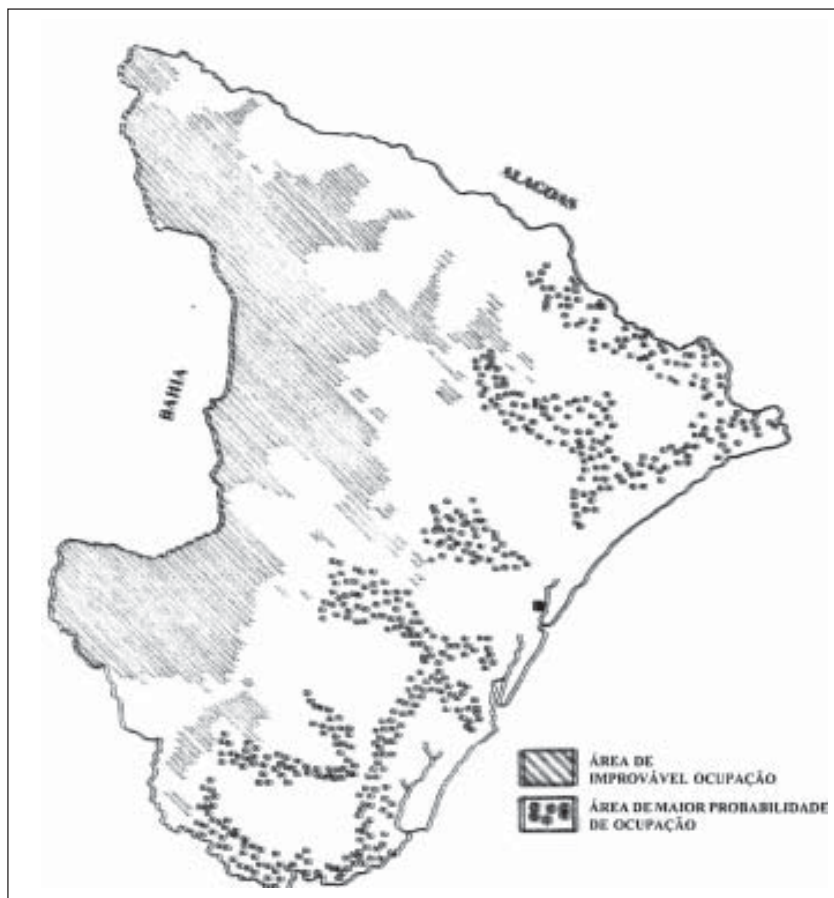 ALAGOAS
BAHIA
ÁREA DE
IMPROVÁVEL OCUPAÇÃO
ÁREA DE MAIOR PROBABILIDADE
DE OCUPAÇÃO